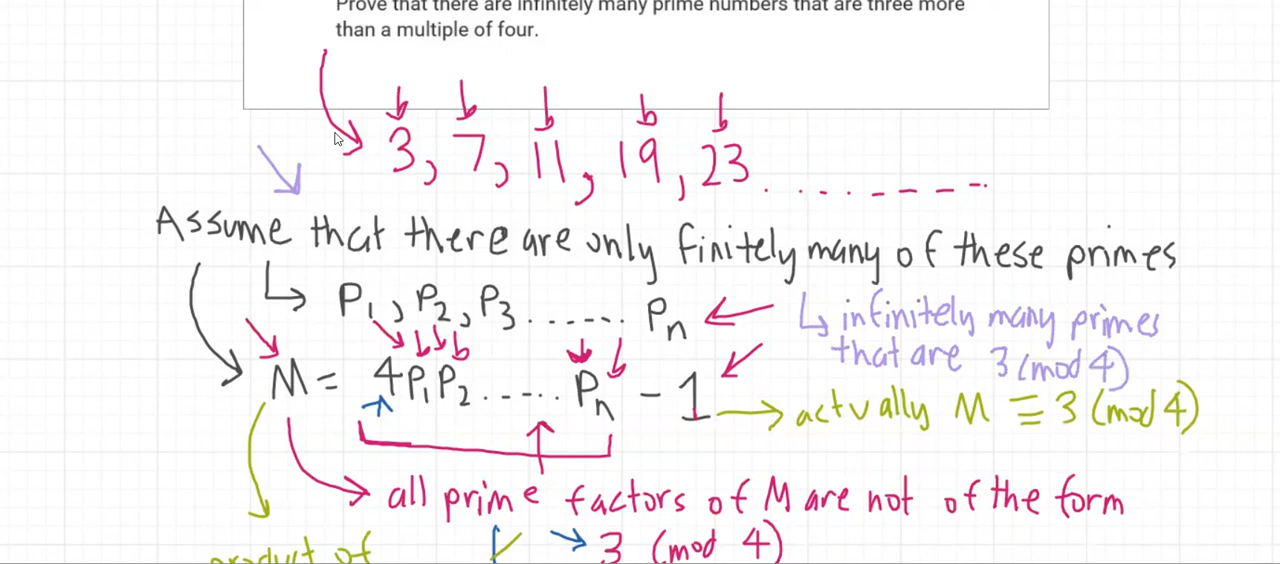 Prove that there are infinitely many prime numbers that are three more
than a multiple of four.
3, 7, 11, 19, 23 .......
Assume that there are only finitely many of these primes
P₁, P₂, P₃ ....... Pₙ
infinitely many primes
that are 3 (mod 4)
M = 4P₁P₂ ...... Pₙ - 1
actually M ≡ 3 (mod 4)
all prime factors of M are not of the form
3 (mod 4)
product of